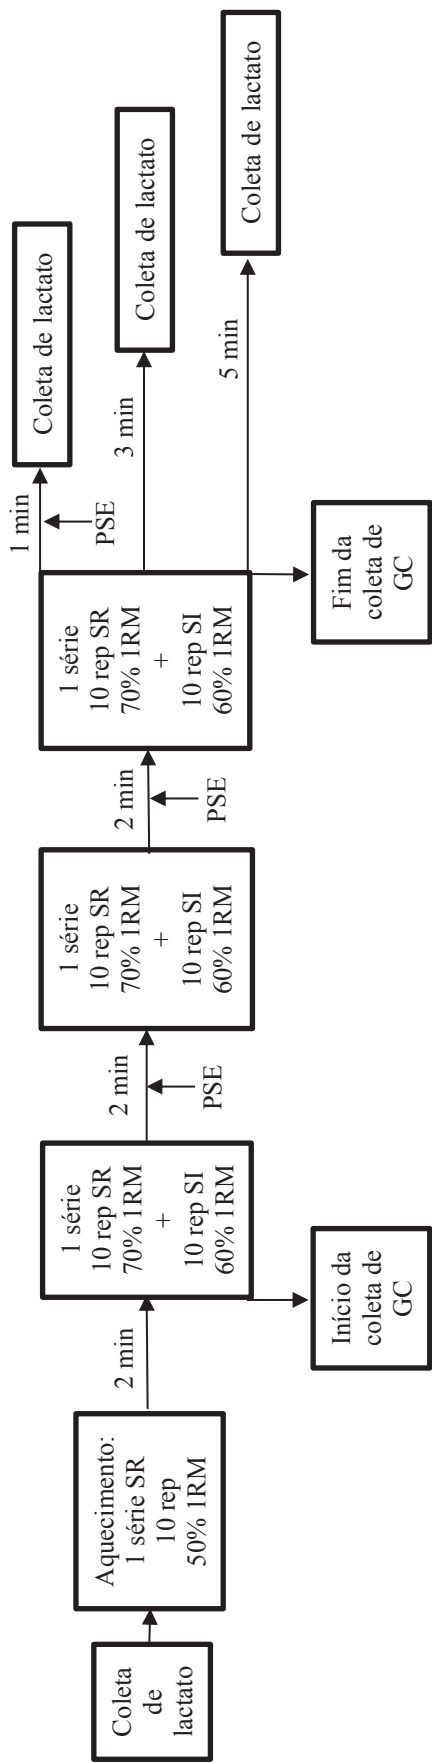 Coleta
de
lactato
Aquecimento:
1 série SR
10 rep
50% 1RM
2 min
1 série
10 rep SR
70% 1RM
+
10 rep SI
60% 1RM
Início da
coleta de
GC
2 min
PSE
1 série
10 rep SR
70% 1RM
+
10 rep SI
60% 1RM
2 min
PSE
1 série
10 rep SR
70% 1RM
+
10 rep SI
60% 1RM
Fim da
coleta de
GC
1 min
PSE
Coleta de lactato
3 min
Coleta de lactato
5 min
Coleta de lactato